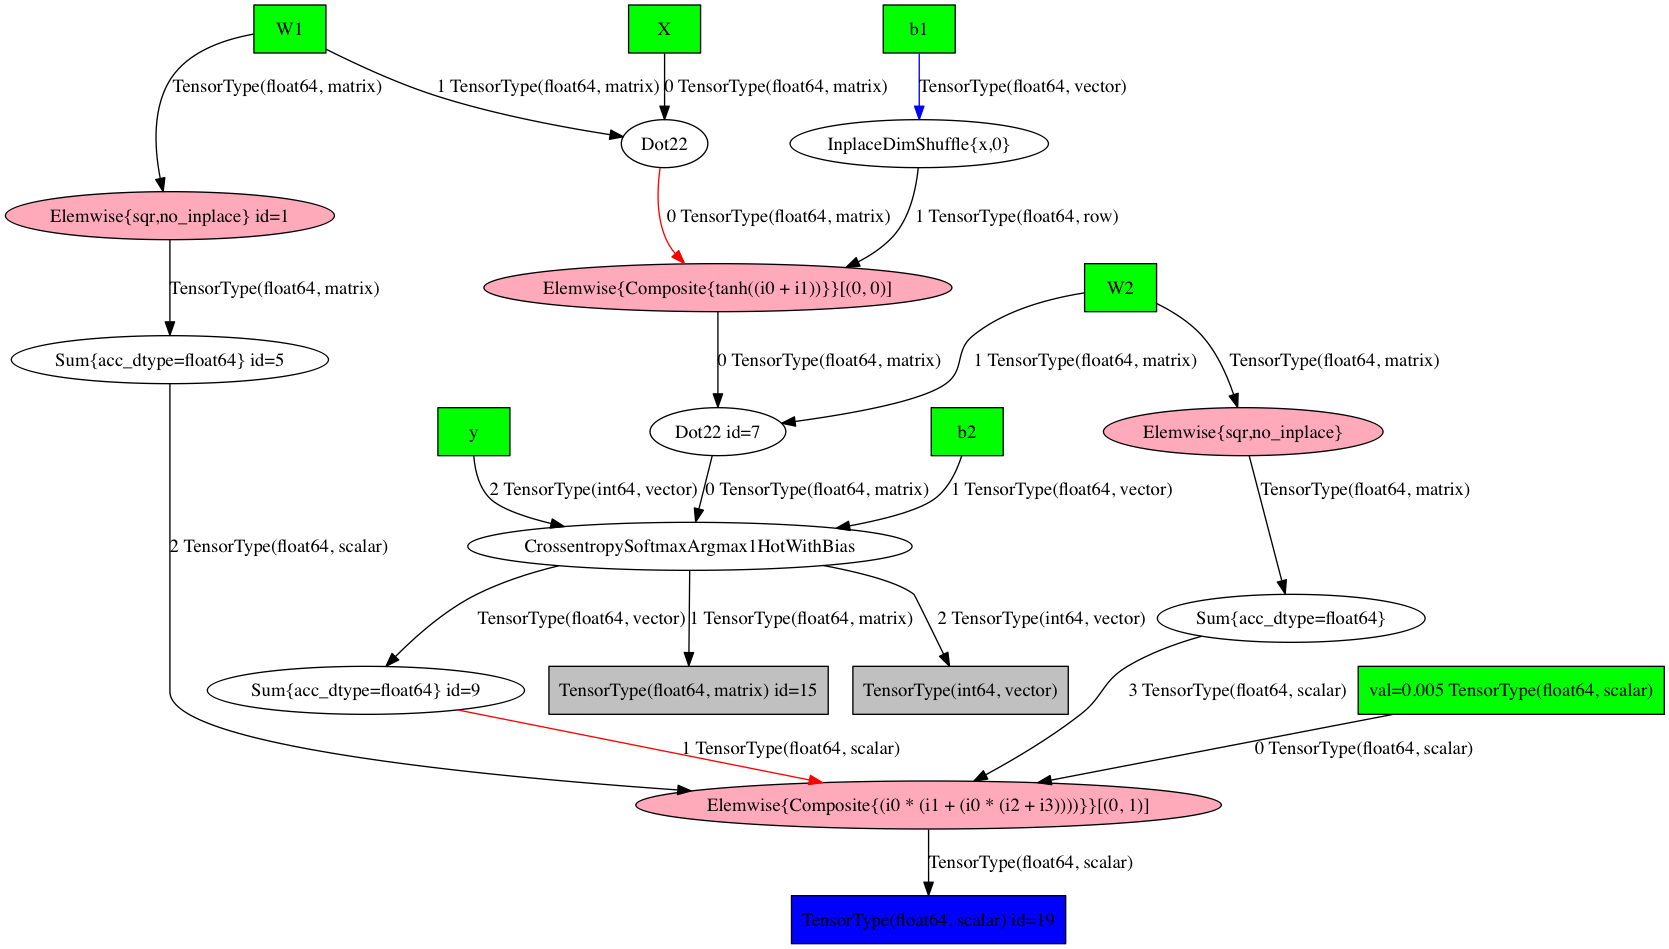 W1
X
b1
TensorType(float64, matrix)
1 TensorType(float64, matrix)
0 TensorType(float64, matrix)
TensorType(float64, vector)
Dot22
InplaceDimShuffle{x,0}
Elemwise{sqr,no_inplace} id=1
0 TensorType(float64, matrix)
1 TensorType(float64, row)
TensorType(float64, matrix)
Elemwise{Composite{tanh((i0 + i1))}}[(0, 0)]
W2
Sum{acc_dtype=float64} id=5
0 TensorType(float64, matrix)
1 TensorType(float64, matrix)
TensorType(float64, matrix)
y
Dot22 id=7
b2
Elemwise{sqr,no_inplace}
2 TensorType(int64, vector)
0 TensorType(float64, matrix)
1 TensorType(float64, vector)
TensorType(float64, matrix)
2 TensorType(float64, scalar)
CrossentropySoftmaxArgmax1HotWithBias
TensorType(float64, vector)
1 TensorType(float64, matrix)
2 TensorType(int64, vector)
Sum{acc_dtype=float64}
Sum{acc_dtype=float64} id=9
TensorType(float64, matrix) id=15
TensorType(int64, vector)
3 TensorType(float64, scalar)
val=0.005 TensorType(float64, scalar)
1 TensorType(float64, scalar)
0 TensorType(float64, scalar)
Elemwise{Composite{(i0 * (i1 + (i0 * (i2 + i3))))}}[(0, 1)]
TensorType(float64, scalar)
TensorType(float64, scalar) id=19